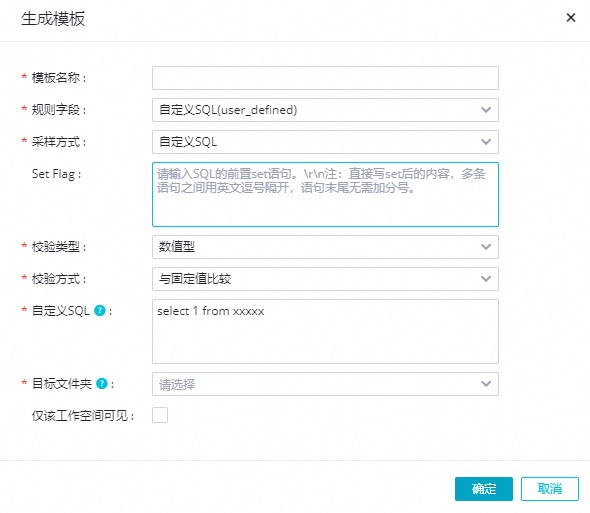 生成模板
* 模板名称：
* 规则字段： 自定义SQL(user_defined)
* 采样方式： 自定义SQL
Set Flag： 请输入SQL的前置set语句。\r\n注：直接写set后的内容，多条
语句之间用英文逗号隔开，语句末尾无需加分号。
* 校验类型： 数值型
* 校验方式： 与固定值比较
* 自定义SQL ?： select 1 from xxxxx
* 目标文件夹 ?： 请选择
仅该工作空间可见：
确定 取消